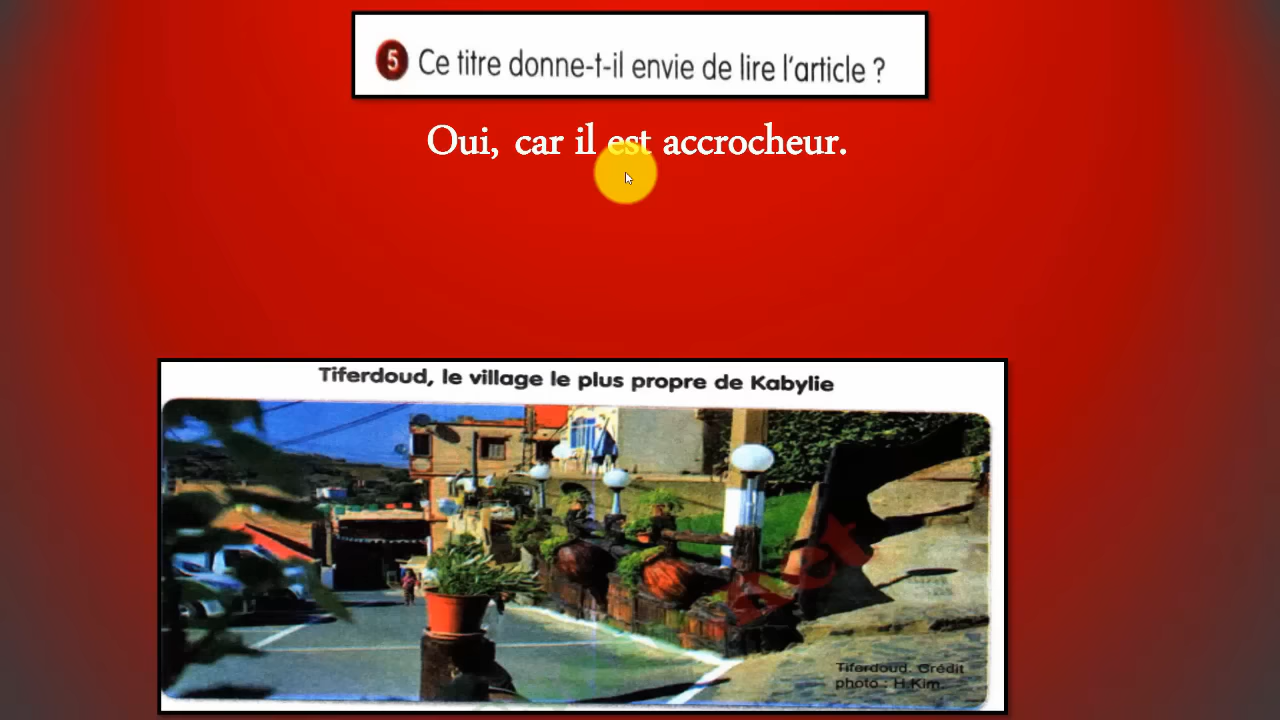 5 Ce titre donne-t-il envie de lire l'article ?
Oui, car il est accrocheur.
Tiferdoud, le village le plus propre de Kabylie
Act
Tiferdoud. Crédit
photo : H.Kim.